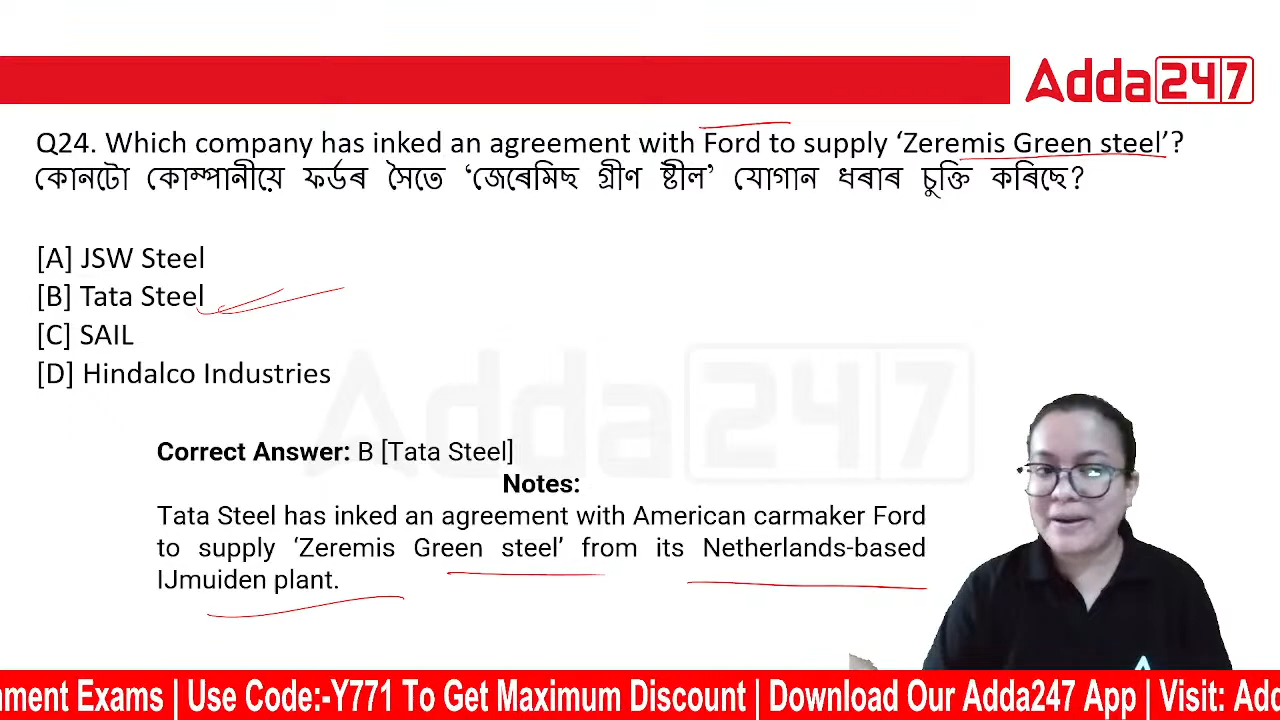 Adda247
Q24. Which company has inked an agreement with Ford to supply ‘Zeremis Green steel’?
কোনটো কোম্পানীয়ে ফৰ্ডৰ সৈতে ‘জেৰেমিছ গ্ৰীণ ষ্টীল’ যোগান ধৰাৰ চুক্তি কৰিছে?
[A] JSW Steel
[B] Tata Steel
[C] SAIL
[D] Hindalco Industries
Adda247
Correct Answer: B [Tata Steel]
Notes:
Tata Steel has inked an agreement with American carmaker Ford
to supply ‘Zeremis Green steel’ from its Netherlands-based
IJmuiden plant.
nment Exams | Use Code:-Y771 To Get Maximum Discount | Download Our Adda247 App | Visit: Add